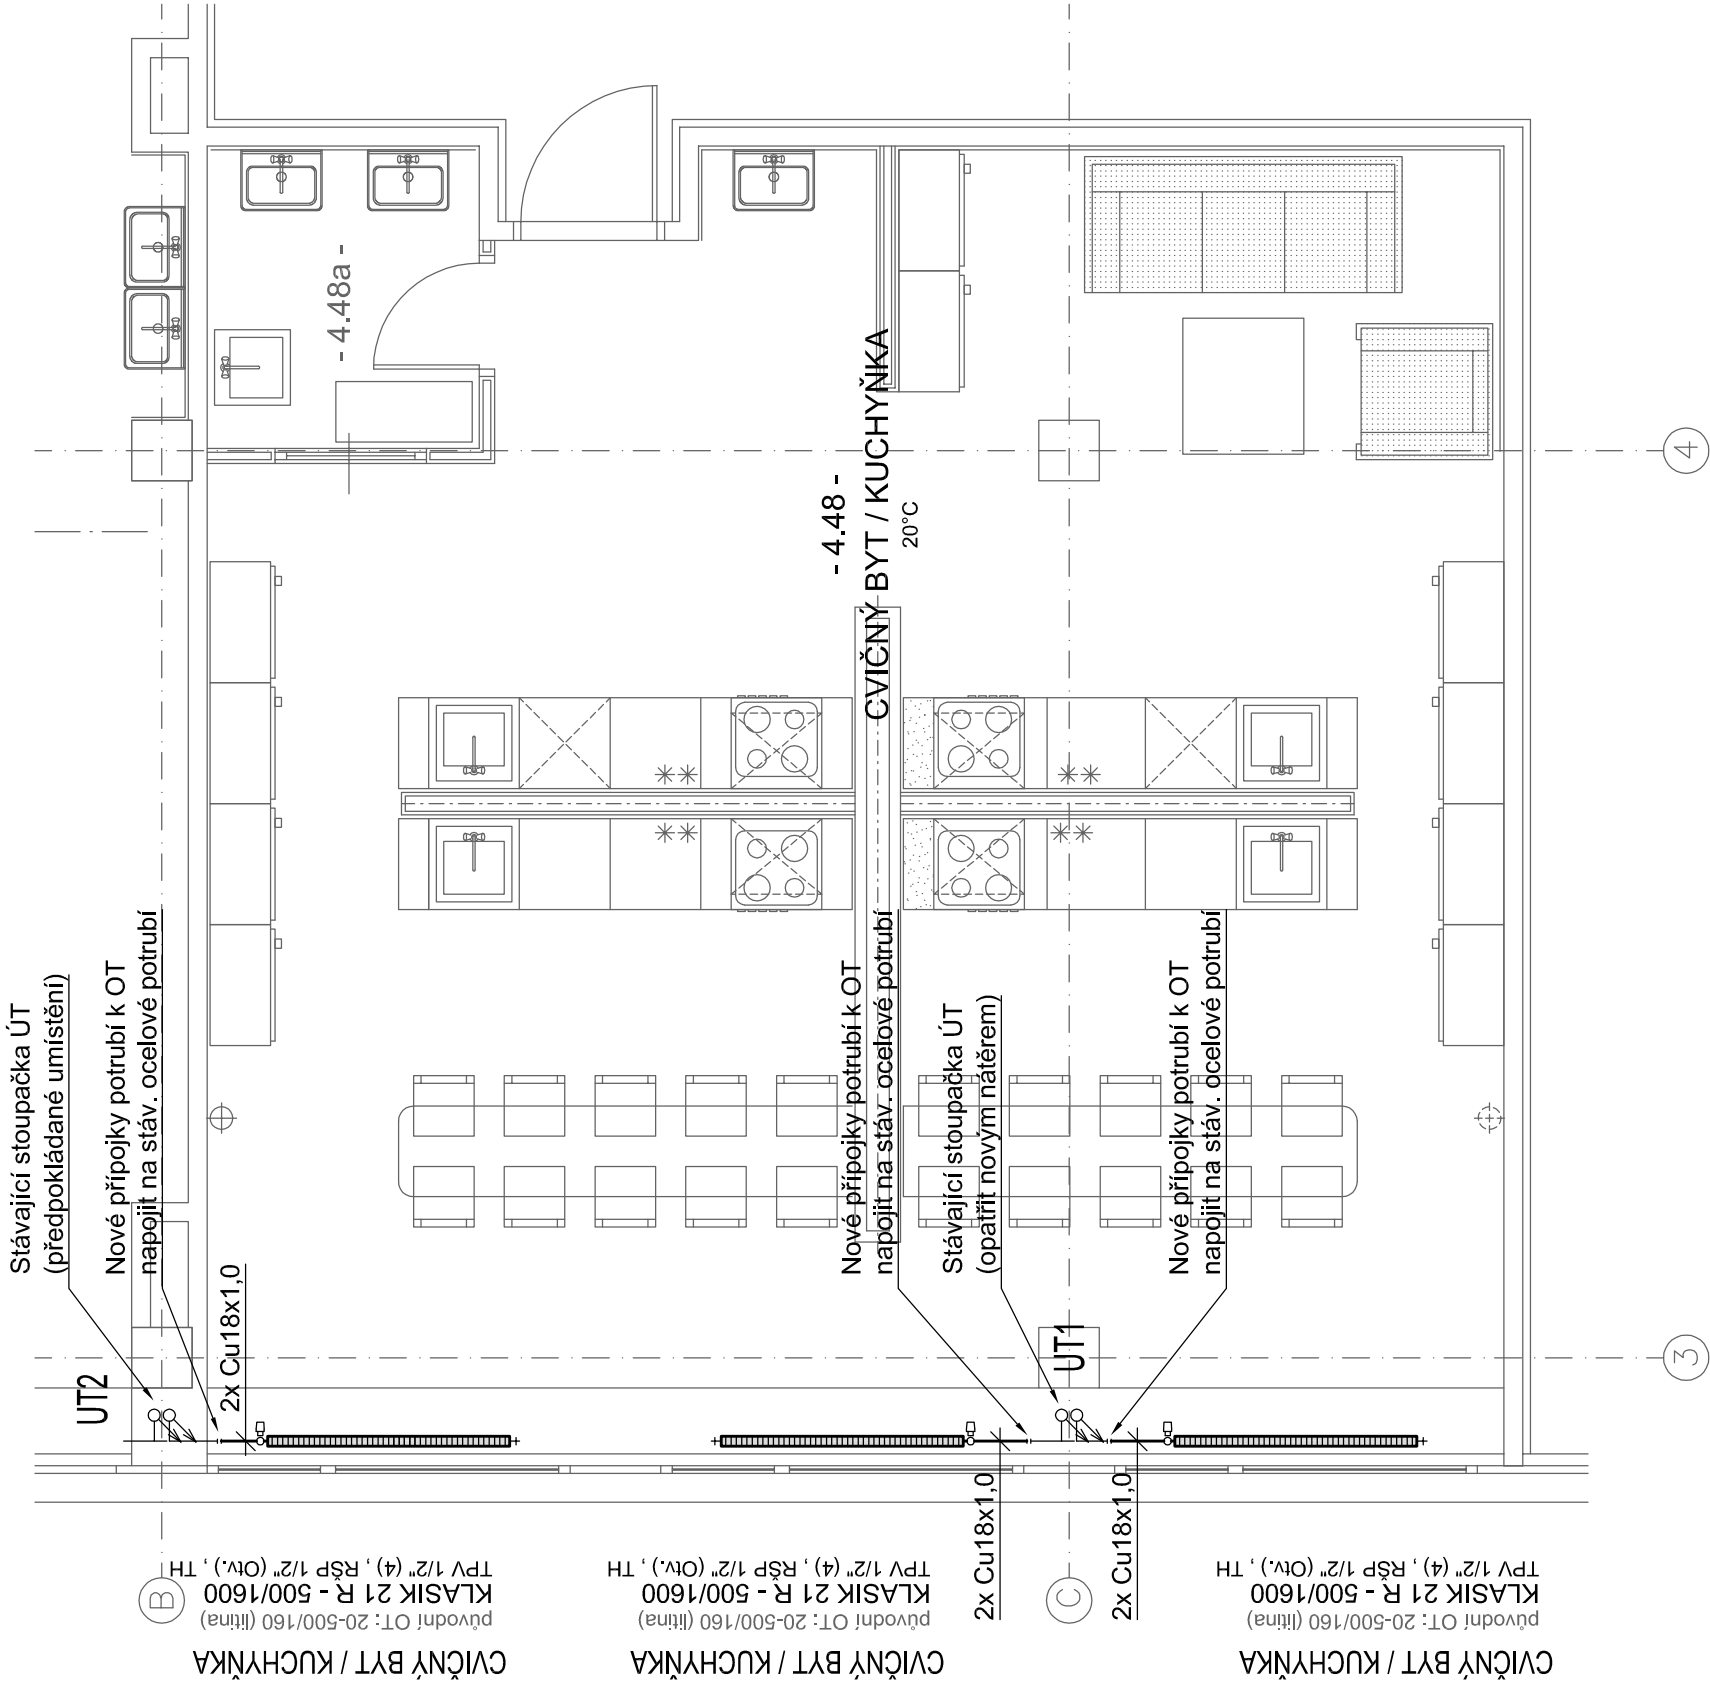 Stávající stoupačka ÚT
(předpokládané umístění)
Nové přípojky potrubí k OT
napojit na stáv. ocelové potrubí
UT2
2x Cu18x1,0
- 4.48a -
- 4.48 -
CVIČNÝ BYT / KUCHYŇKA
20°C
Nové přípojky potrubí k OT
napojit na stáv. ocelové potrubí
Stávající stoupačka ÚT
(opatřit novým nátěrem)
UT1
Nové přípojky potrubí k OT
napojit na stáv. ocelové potrubí
2x Cu18x1,0
2x Cu18x1,0
4
3
B
C
CVIČNÝ BYT / KUCHYŇKA
původní OT: 20-500/160 (litina)
KLASIK 21 R - 500/1600
TPV 1/2" (4) , RŠP 1/2" (Otv.) , TH
CVIČNÝ BYT / KUCHYŇKA
původní OT: 20-500/160 (litina)
KLASIK 21 R - 500/1600
TPV 1/2" (4) , RŠP 1/2" (Otv.) , TH
CVIČNÝ BYT / KUCHYŇKA
původní OT: 20-500/160 (litina)
KLASIK 21 R - 500/1600
TPV 1/2" (4) , RŠP 1/2" (Otv.) , TH